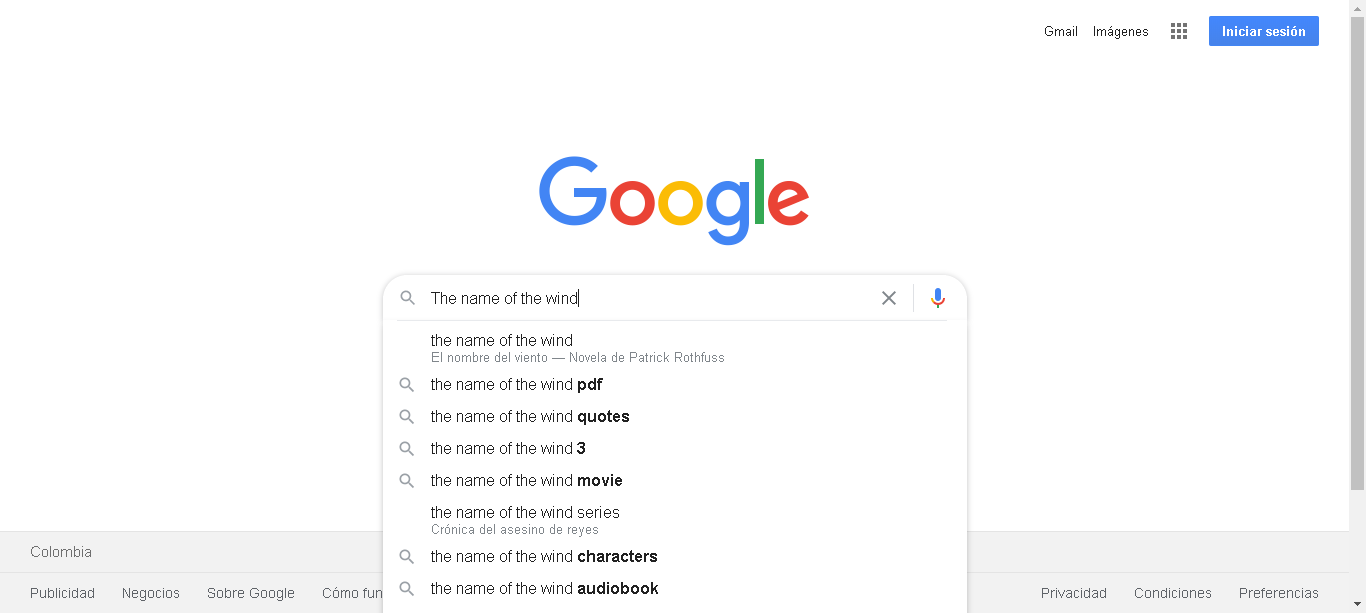 Gmail Imágenes Iniciar sesión
Google
The name of the wind
the name of the wind
El nombre del viento — Novela de Patrick Rothfuss
the name of the wind pdf
the name of the wind quotes
the name of the wind 3
the name of the wind movie
the name of the wind series
Crónica del asesino de reyes
Colombia
the name of the wind characters
the name of the wind audiobook
Publicidad Negocios Sobre Google Cómo fun Privacidad Condiciones Preferencias